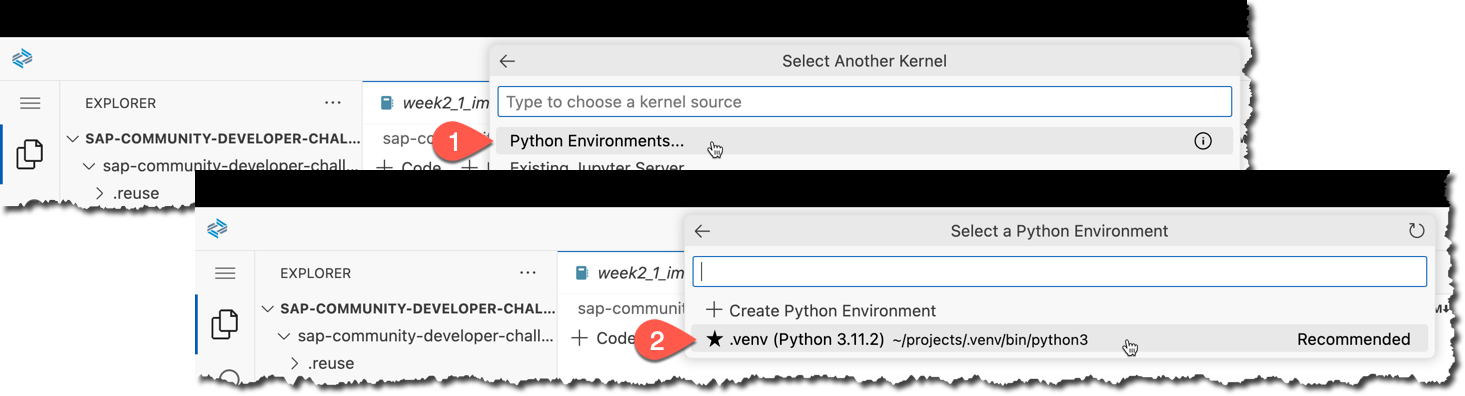 Select Another Kernel
EXPLORER ...
week2_1_im
Type to choose a kernel source
SAP-COMMUNITY-DEVELOPER-CHAL...
sap-co
1
Python Environments...
sap-community-developer-chall...
Code
Existing Jupyter Server
.reuse
Select a Python Environment
EXPLORER ...
week2_1_im
SAP-COMMUNITY-DEVELOPER-CHAL...
sap-communit
Create Python Environment
sap-community-developer-chall...
Code
2
★ .venv (Python 3.11.2) ~/projects/.venv/bin/python3 Recommended
.reuse